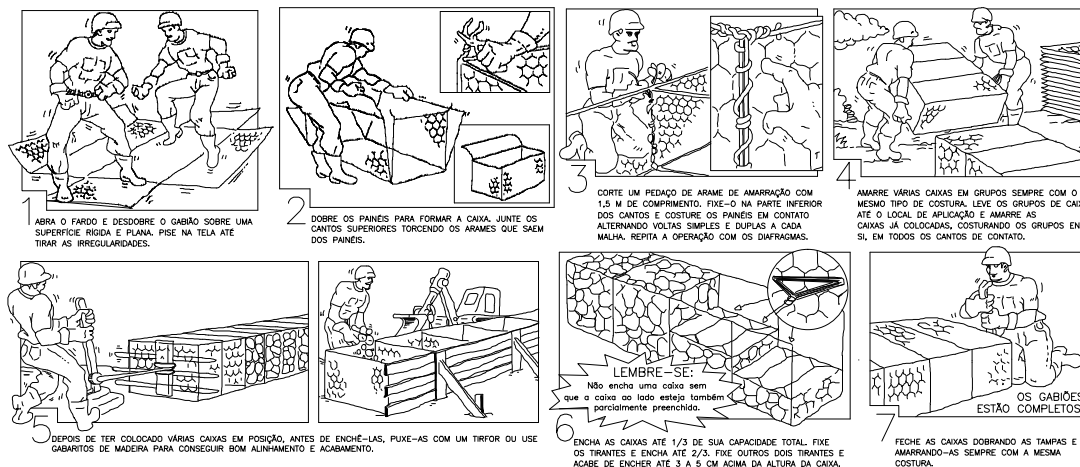 1
ABRA O FARDO E DESDOBRE O GABIÃO SOBRE UMA
SUPERFÍCIE RÍGIDA E PLANA. PISE NA TELA ATÉ
TIRAR AS IRREGULARIDADES.
2
DOBRE OS PAINÉIS PARA FORMAR A CAIXA. JUNTE OS
CANTOS SUPERIORES TORCENDO OS ARAMES QUE SAEM
DOS PAINÉIS.
3
CORTE UM PEDAÇO DE ARAME DE AMARRAÇÃO COM
1,5 M DE COMPRIMENTO. FIXE-O NA PARTE INFERIOR
DOS CANTOS E COSTURE OS PAINÉIS EM CONTATO
ALTERNANDO VOLTAS SIMPLES E DUPLAS A CADA
MALHA. REPITA A OPERAÇÃO COM OS DIAFRAGMAS.
4
AMARRE VÁRIAS CAIXAS EM GRUPOS SEMPRE COM O
MESMO TIPO DE COSTURA. LEVE OS GRUPOS DE CAI
ATÉ O LOCAL DE APLICAÇÃO E AMARRE AS
CAIXAS JÁ COLOCADAS, COSTURANDO OS GRUPOS EN
SI, EM TODOS OS CANTOS DE CONTATO.
5
DEPOIS DE TER COLOCADO VÁRIAS CAIXAS EM POSIÇÃO, ANTES DE ENCHÊ-LAS, PUXE-AS COM UM TIRFOR OU USE
GABARITOS DE MADEIRA PARA CONSEGUIR BOM ALINHAMENTO E ACABAMENTO.
LEMBRE-SE:
Não encha uma caixa sem
que a caixa ao lado esteja também
parcialmente preenchida.
6
ENCHA AS CAIXAS ATÉ 1/3 DE SUA CAPACIDADE TOTAL. FIXE
OS TIRANTES E ENCHA ATÉ 2/3. FIXE OUTROS DOIS TIRANTES E
ACABE DE ENCHER ATÉ 3 A 5 CM ACIMA DA ALTURA DA CAIXA.
OS GABIÕES
ESTÃO COMPLETOS
7
FECHE AS CAIXAS DOBRANDO AS TAMPAS E
AMARRANDO-AS SEMPRE COM A MESMA
COSTURA.